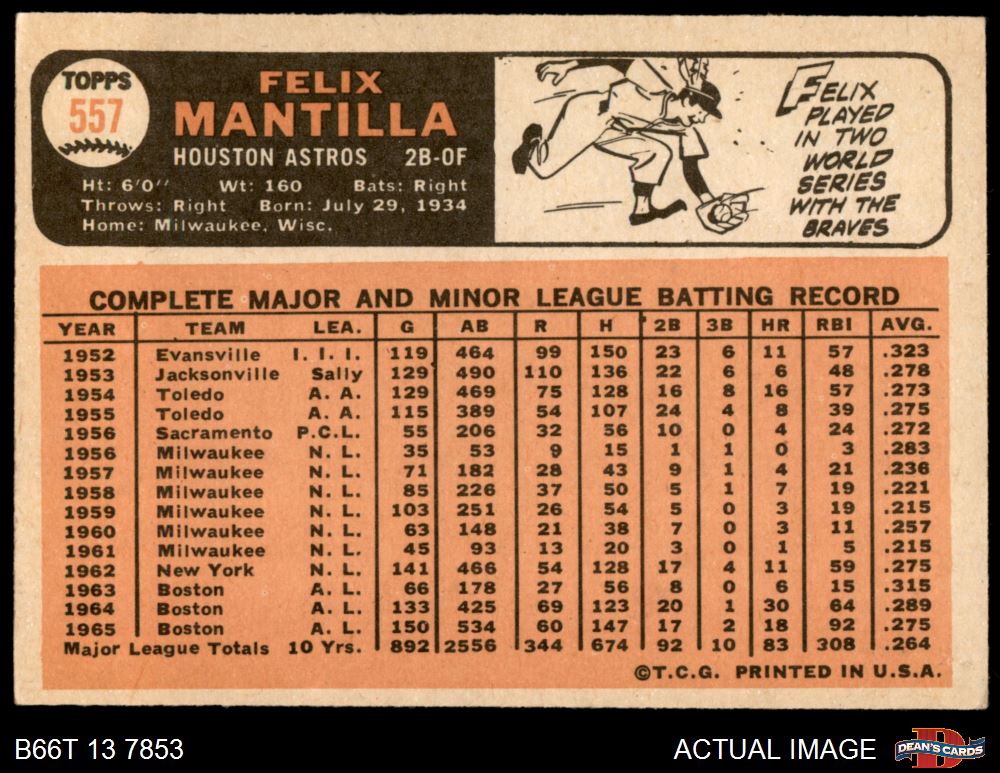 TOPPS
557
FELIX
MANTILLA
HOUSTON ASTROS 2B-OF
Ht: 6'0" Wt: 160 Bats: Right
Throws: Right Born: July 29, 1934
Home: Milwaukee, Wisc.
FELIX
PLAYED
IN TWO
WORLD
SERIES
WITH THE
BRAVES
COMPLETE MAJOR AND MINOR LEAGUE BATTING RECORD
YEAR TEAM LEA. G AB R H 2B 3B HR RBI AVG.
1952 Evansville I. I. I. 119 464 99 150 23 6 11 57 .323
1953 Jacksonville Sally 129 490 110 136 22 6 6 48 .278
1954 Toledo A. A. 129 469 75 128 16 8 16 57 .273
1955 Toledo A. A. 115 389 54 107 24 4 8 39 .275
1956 Sacramento P.C.L. 55 206 32 56 10 0 4 24 .272
1956 Milwaukee N. L. 35 53 9 15 1 1 0 3 .283
1957 Milwaukee N. L. 71 182 28 43 9 1 4 21 .236
1958 Milwaukee N. L. 85 226 37 50 5 1 7 19 .221
1959 Milwaukee N. L. 103 251 26 54 5 0 3 19 .215
1960 Milwaukee N. L. 63 148 21 38 7 0 3 11 .257
1961 Milwaukee N. L. 45 93 13 20 3 0 1 5 .215
1962 New York N. L. 141 466 54 128 17 4 11 59 .275
1963 Boston A. L. 66 178 27 56 8 0 6 15 .315
1964 Boston A. L. 133 425 69 123 20 1 30 64 .289
1965 Boston A. L. 150 534 60 147 17 2 18 92 .275
Major League Totals 10 Yrs. 892 2556 344 674 92 10 83 308 .264
©T.C.G. PRINTED IN U.S.A.
B66T 13 7853
ACTUAL IMAGE
D
DEAN'S CARDS